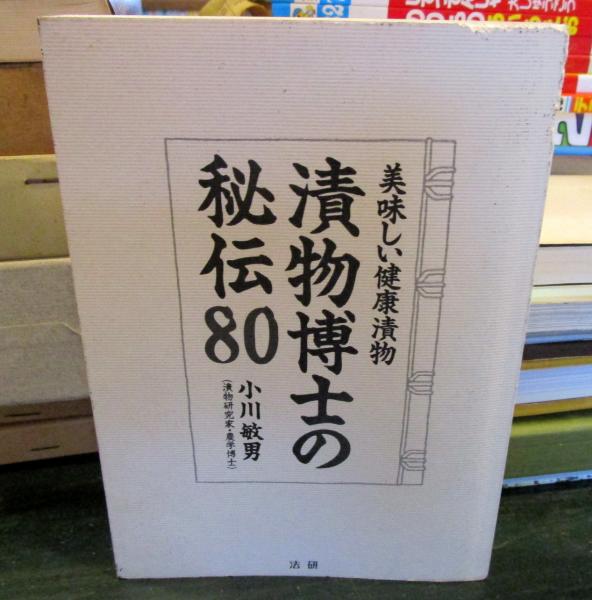 美味しい健康漬物
漬物博士の
秘伝80
小川敏男
(漬物研究家・農学博士)
法研